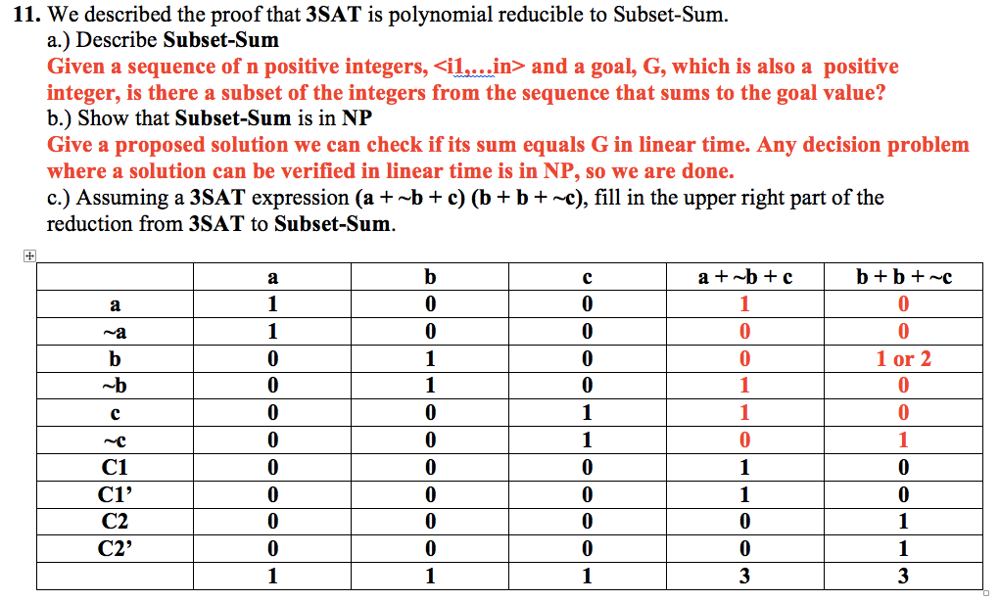 11. We described the proof that 3SAT is polynomial reducible to Subset-Sum.
a.) Describe Subset-Sum
Given a sequence of n positive integers, <i1,...in> and a goal, G, which is also a positive
integer, is there a subset of the integers from the sequence that sums to the goal value?
b.) Show that Subset-Sum is in NP
Give a proposed solution we can check if its sum equals G in linear time. Any decision problem
where a solution can be verified in linear time is in NP, so we are done.
c.) Assuming a 3SAT expression (a + ~b + c) (b + b + ~c), fill in the upper right part of the
reduction from 3SAT to Subset-Sum.
a b c a + ~b + c b + b + ~c
a 1 0 0 1 0
~a 1 0 0 0 0
b 0 1 0 0 1 or 2
~b 0 1 0 1 0
c 0 0 1 1 0
~c 0 0 1 0 1
C1 0 0 0 1 0
C1’ 0 0 0 1 0
C2 0 0 0 0 1
C2’ 0 0 0 0 1
1 1 1 3 3